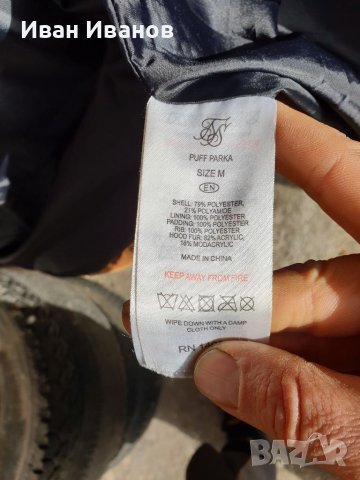 Иван Иванов
PUFF PARKA
SIZE M
EN
SHELL: 79% POLYESTER,
21% POLYAMIDE
LINING: 100% POLYESTER
PADDING: 100% POLYESTER
RIB: 100% POLYESTER
HOOD FUR: 82% ACRYLIC,
18% MODACRYLIC
MADE IN CHINA
KEEP AWAY FROM FIRE
WIPE DOWN WITH A DAMP
CLOTH ONLY
RN
BAZAR